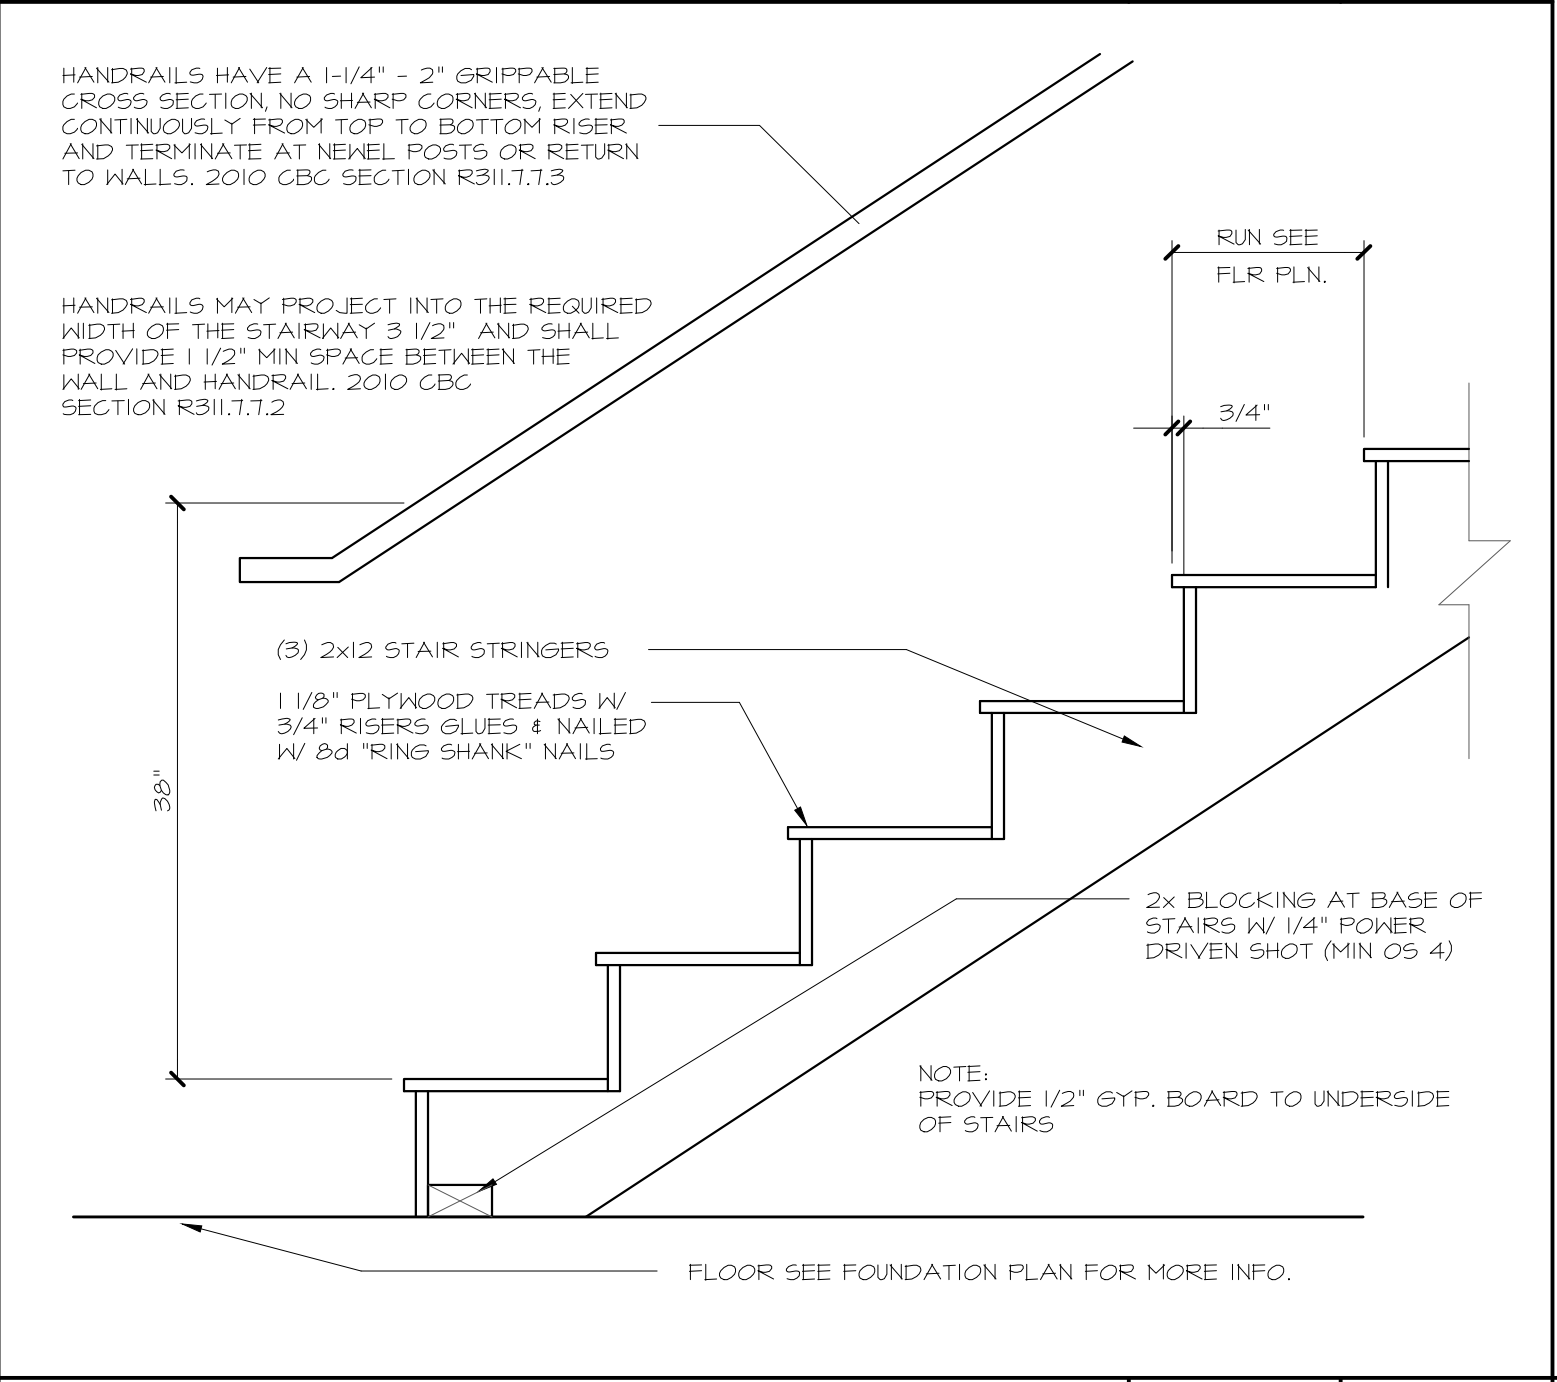 HANDRAILS HAVE A 1-1/4" - 2" GRIPPABLE
CROSS SECTION, NO SHARP CORNERS, EXTEND
CONTINUOUSLY FROM TOP TO BOTTOM RISER
AND TERMINATE AT NEWEL POSTS OR RETURN
TO WALLS. 2010 CBC SECTION R311.7.7.3
RUN SEE
FLR PLN.
HANDRAILS MAY PROJECT INTO THE REQUIRED
WIDTH OF THE STAIRWAY 3 1/2" AND SHALL
PROVIDE 1 1/2" MIN SPACE BETWEEN THE
WALL AND HANDRAIL. 2010 CBC
SECTION R311.7.7.2
3/4"
(3) 2x12 STAIR STRINGERS
1 1/8" PLYWOOD TREADS W/
3/4" RISERS GLUES & NAILED
W/ 8d "RING SHANK" NAILS
38"
2x BLOCKING AT BASE OF
STAIRS W/ 1/4" POWER
DRIVEN SHOT (MIN OS 4)
NOTE:
PROVIDE 1/2" GYP. BOARD TO UNDERSIDE
OF STAIRS
FLOOR SEE FOUNDATION PLAN FOR MORE INFO.